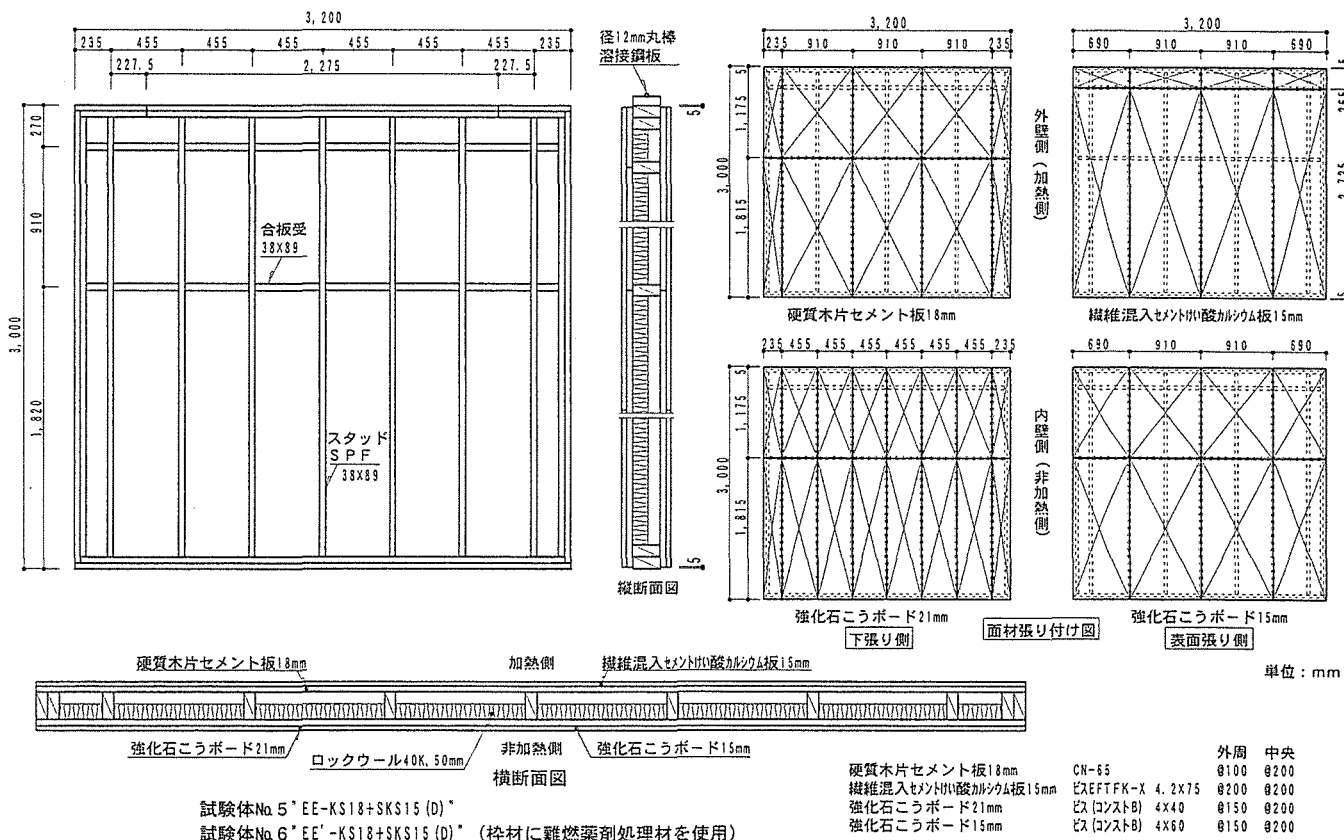 3,200
235 455 455 455 455 455 455 235
227.5 2,275 227.5
270
910
1,820
3,000
合板受
38X89
スタッド
SPF
38X89
径12mm丸棒
溶接鋼板
5
5
縦断面図
3,200
235 910 910 910 235
5
1,175
1,815
3,000
硬質木片セメント板18mm
外壁側(加熱側)
3,200
690 910 910 690
5
5
繊維混入セメントけい酸カルシウム板15mm
235 455 455 455 455 455 455 235
5
1,175
1,815
3,000
強化石こうボード21mm
下張り側
内壁側(非加熱側)
面材張り付け図
690 910 910 690
強化石こうボード15mm
表面張り側
単位:mm
硬質木片セメント板18mm 加熱側 繊維混入セメントけい酸カルシウム板15mm
強化石こうボード21mm ロックウール40K,50mm 非加熱側 強化石こうボード15mm
横断面図
外周 中央
硬質木片セメント板18mm CN-65 @100 @200
繊維混入セメントけい酸カルシウム板15mm ビスEFTFK-X 4.2X75 @200 @200
強化石こうボード21mm ビス(コンストB) 4X40 @150 @200
強化石こうボード15mm ビス(コンストB) 4X60 @150 @200
試験体No.5"EE-KS18+SKS15(D)"
試験体No.6"EE'-KS18+SKS15(D)"(枠材に難燃薬剤処理材を使用)